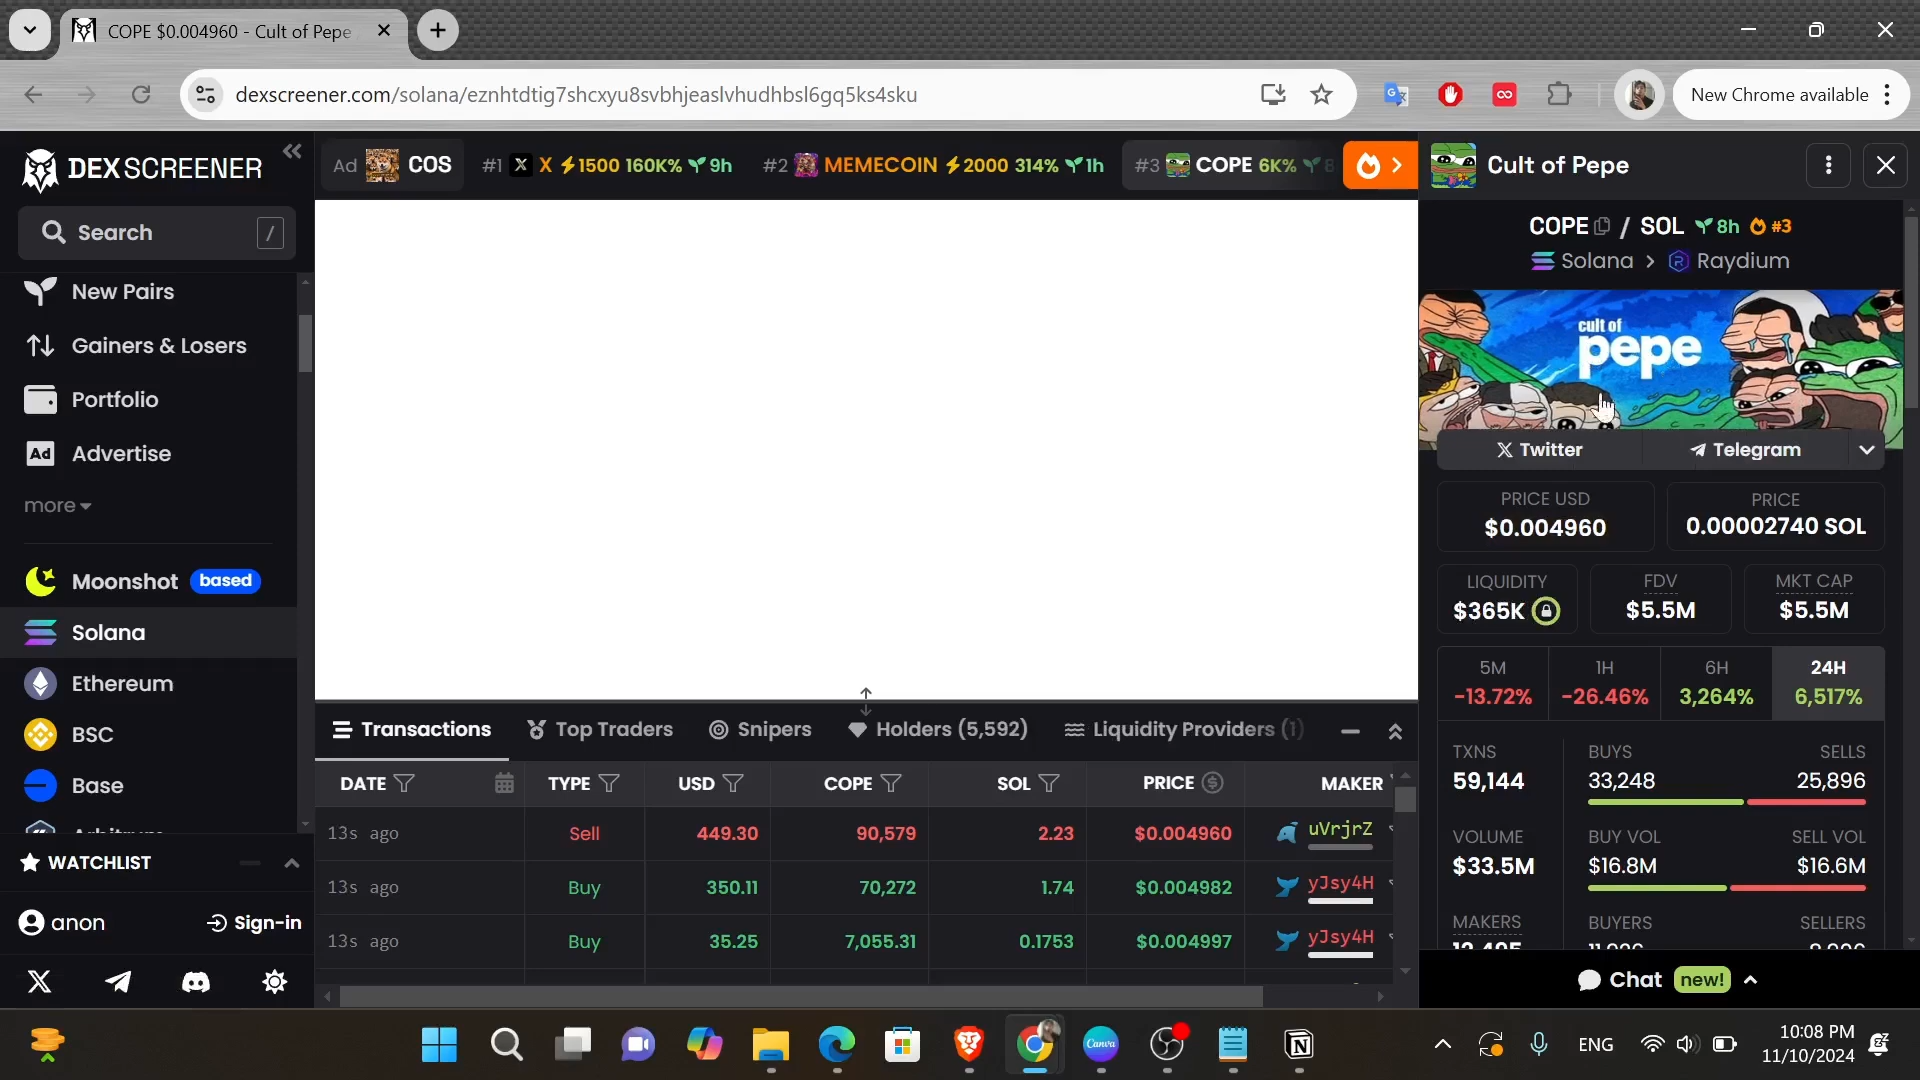 COPE $0.004960 - Cult of Pepe
dexscreener.com/solana/eznhtdtig7shcxyu8svbhjeaslvhudhbsl6gq5ks4sku
New Chrome available
DEXSCREENER
Search /
New Pairs
Gainers & Losers
Portfolio
Ad Advertise
more
Moonshot based
Solana
Ethereum
BSC
Base
WATCHLIST
anon Sign-in
Ad COS #1 X X 1500 160K% 9h #2 MEMECOIN 2000 314% 1h #3 COPE 6K%
Transactions Top Traders Snipers Holders (5,592) Liquidity Providers (1)
DATE TYPE USD COPE SOL PRICE MAKER
13s ago Sell 449.30 90,579 2.23 $0.004960 uVrjrZ
13s ago Buy 350.11 70,272 1.74 $0.004982 yJsy4H
13s ago Buy 35.25 7,055.31 0.1753 $0.004997 yJsy4H
Cult of Pepe
COPE / SOL 8h #3
Solana > Raydium
cult of
pepe
Twitter Telegram
PRICE USD PRICE
$0.004960 0.00002740 SOL
LIQUIDITY FDV MKT CAP
$365K $5.5M $5.5M
5M 1H 6H 24H
-13.72% -26.46% 3,264% 6,517%
TXNS BUYS SELLS
59,144 33,248 25,896
VOLUME BUY VOL SELL VOL
$33.5M $16.8M $16.6M
MAKERS BUYERS SELLERS
Chat new!
Canva
ENG
10:08 PM
11/10/2024